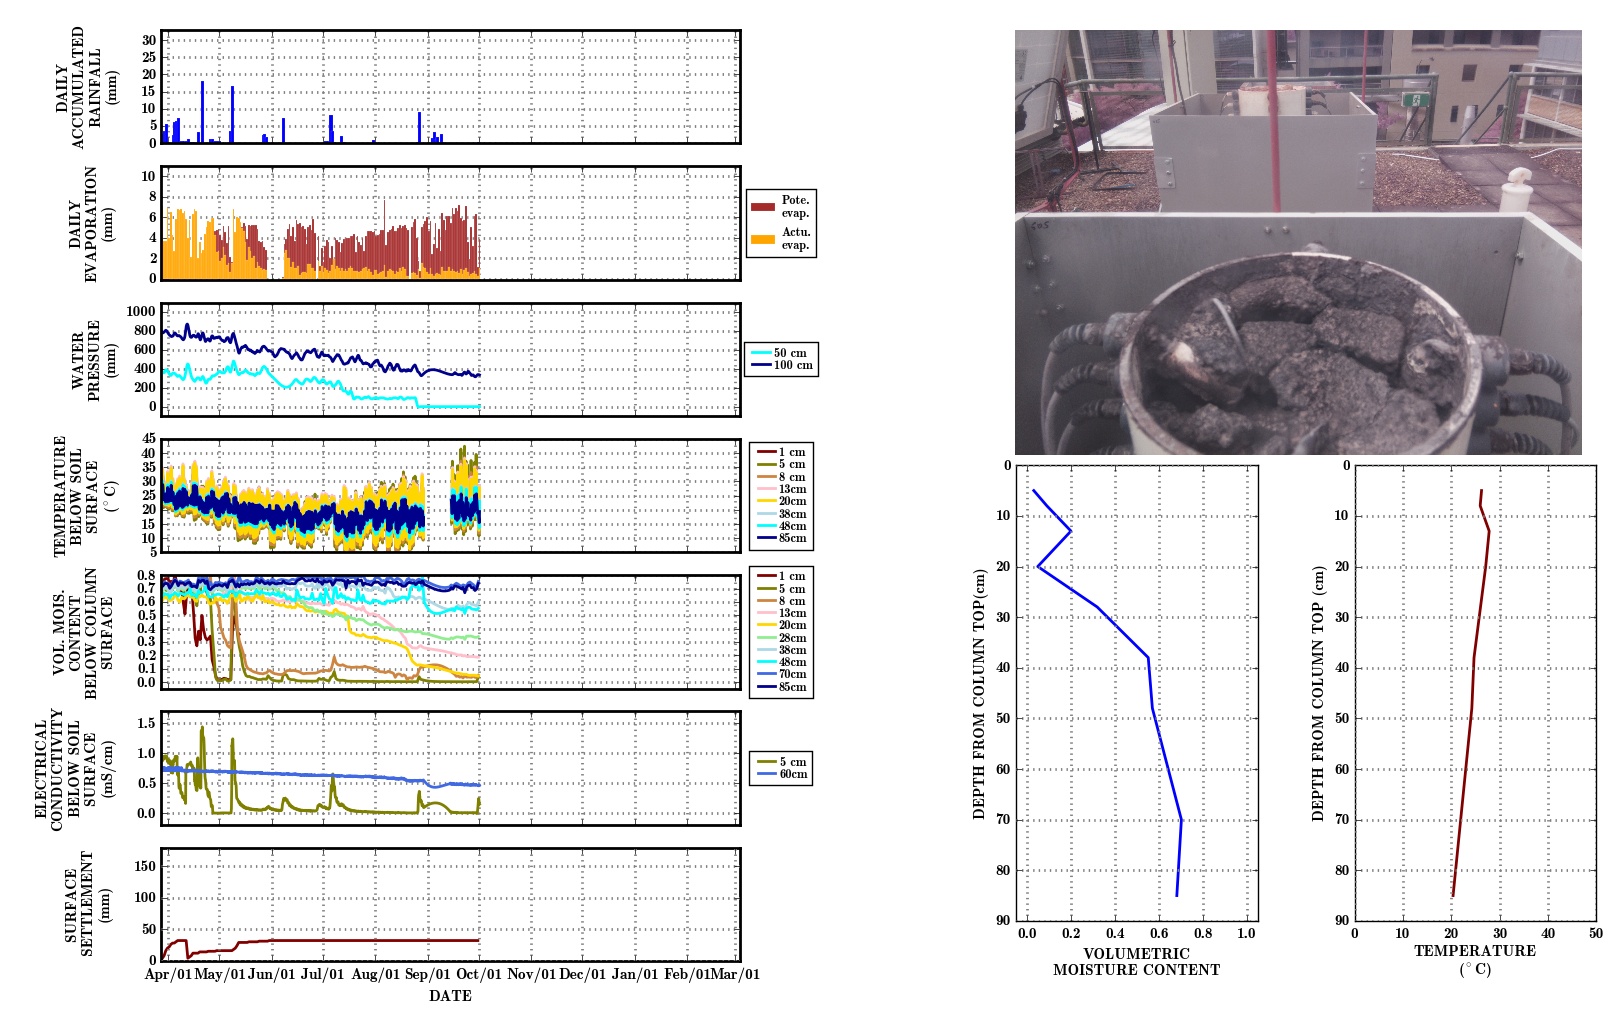 DAILY
ACCUMULATED
RAINFALL
(mm)
30
25
20
15
10
5
0
DAILY
EVAPORATION
(mm)
10
8
6
4
2
0
Pote.
evap.
Actu.
evap.
WATER
PRESSURE
(mm)
1000
800
600
400
200
0
50 cm
100 cm
TEMPERATURE
BELOW SOIL
SURFACE
(°C)
45
40
35
30
25
20
15
10
5
1 cm
5 cm
8 cm
13cm
20cm
38cm
48cm
85cm
VOL. MOIS.
CONTENT
BELOW COLUMN
SURFACE
0.8
0.7
0.6
0.5
0.4
0.3
0.2
0.1
0.0
1 cm
5 cm
8 cm
13cm
20cm
28cm
38cm
48cm
70cm
85cm
ELECTRICAL
CONDUCTIVITY
BELOW SOIL
SURFACE
(mS/cm)
1.5
1.0
0.5
0.0
5 cm
60cm
SURFACE
SETTLEMENT
(mm)
150
100
50
0
Apr/01 May/01 Jun/01 Jul/01 Aug/01 Sep/01 Oct/01 Nov/01 Dec/01 Jan/01 Feb/01 Mar/01
DATE
DEPTH FROM COLUMN TOP(cm)
0
10
20
30
40
50
60
70
80
90
0.0 0.2 0.4 0.6 0.8 1.0
VOLUMETRIC
MOISTURE CONTENT
DEPTH FROM COLUMN TOP (cm)
0
10
20
30
40
50
60
70
80
90
0 10 20 30 40 50
TEMPERATURE
(°C)